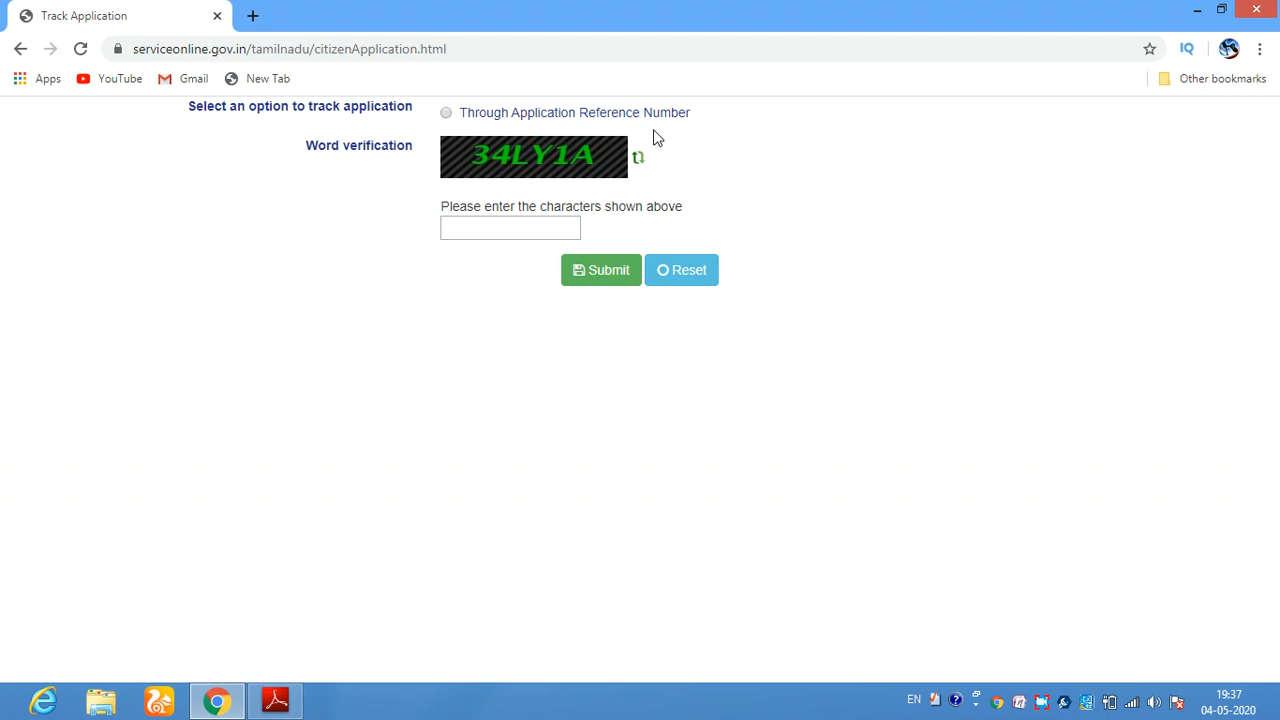 Track Application
serviceonline.gov.in/tamilnadu/citizenApplication.html
IQ
Apps YouTube Gmail New Tab Other bookmarks
Select an option to track application Through Application Reference Number
Word verification 34LY1A
Please enter the characters shown above
Submit Reset
EN 19:37
04-05-2020